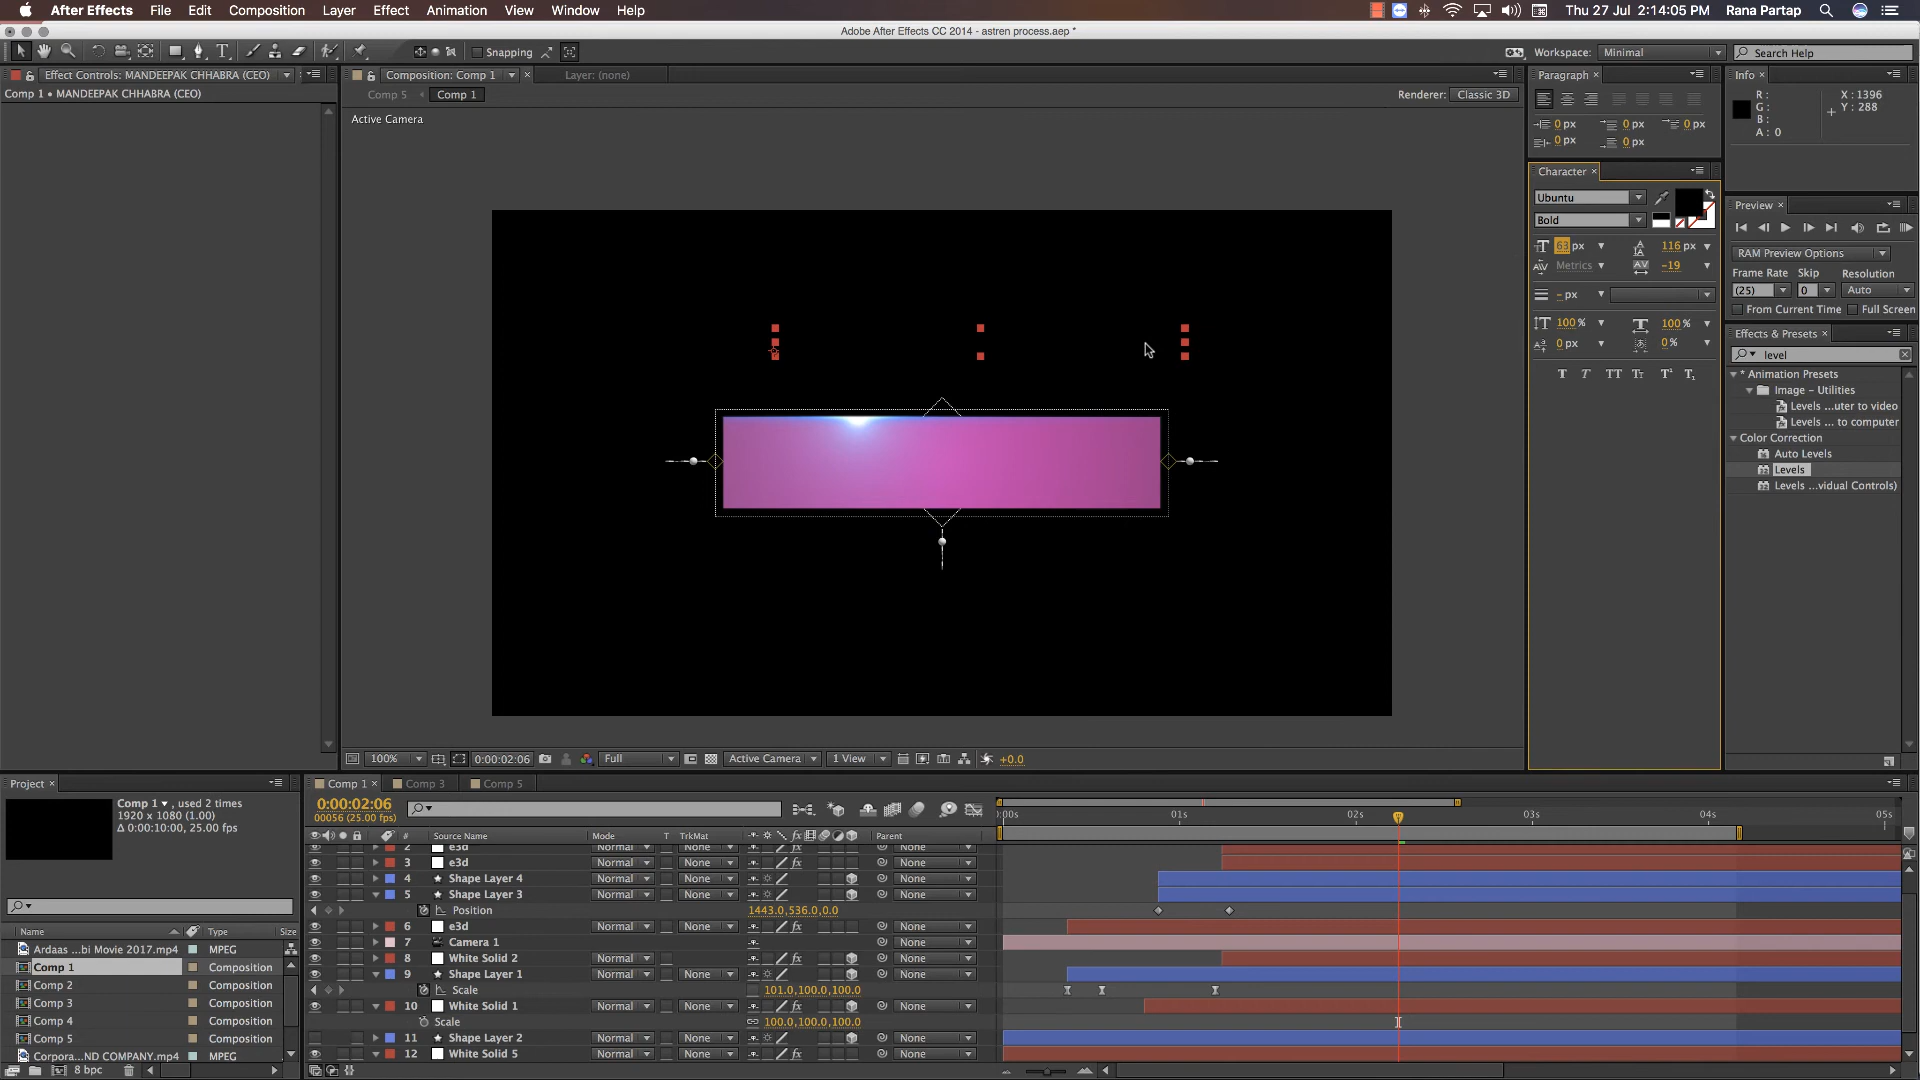 After Effects File Edit Composition Layer Effect Animation View Window Help Thu 27 Jul 2:14:05 PM Rana Partap
Adobe After Effects CC 2014 - astren process.aep *
Snapping Workspace: Minimal Search Help
Effect Controls: MANDEEPAK CHHABRA (CEO) Composition: Comp 1 Layer: (none) Paragraph Info
Comp 1 • MANDEEPAK CHHABRA (CEO) Comp 5 Comp 1 Renderer: Classic 3D
Active Camera
0 px 0 px 0 px
0 px 0 px
R: X: 1396
G: Y: 288
B:
A: 0
Character
Ubuntu
Bold
63 px 116 px
Metrics -19
- px
100 % 100 %
0 px 0 %
T T TT Tt T¹ T₁
Preview
RAM Preview Options
Frame Rate Skip Resolution
(25) 0 Auto
From Current Time Full Screen
Effects & Presets
level
* Animation Presets
Image - Utilities
Levels ...uter to video
Levels ... to computer
Color Correction
Auto Levels
Levels
Levels ...vidual Controls)
100% 0:00:02:06 Full Active Camera 1 View +0.0
Project
Comp 1 , used 2 times
1920 x 1080 (1.00)
Δ 0:00:10:00, 25.00 fps
Name Type Size
Ardaas ...bi Movie 2017.mp4 MPEG
Comp 1 Composition
Comp 2 Composition
Comp 3 Composition
Comp 4 Composition
Comp 5 Composition
Corpora...ND COMPANY.mp4 MPEG
8 bpc
Comp 1 Comp 3 Comp 5
0:00:02:06
00056 (25.00 fps)
# Source Name Mode T TrkMat Parent
:00s 01s 02s 03s 04s 05s
2 e3d Normal None None
3 e3d Normal None None
4 Shape Layer 4 Normal None None
5 Shape Layer 3 Normal None None
Position 1443.0,536.0,0.0
6 e3d Normal None None
7 Camera 1 None
8 White Solid 2 Normal None
9 Shape Layer 1 Normal None None
Scale 101.0,100.0,100.0
10 White Solid 1 Normal None None
Scale 100.0,100.0,100.0
11 Shape Layer 2 Normal None None
12 White Solid 5 Normal None None